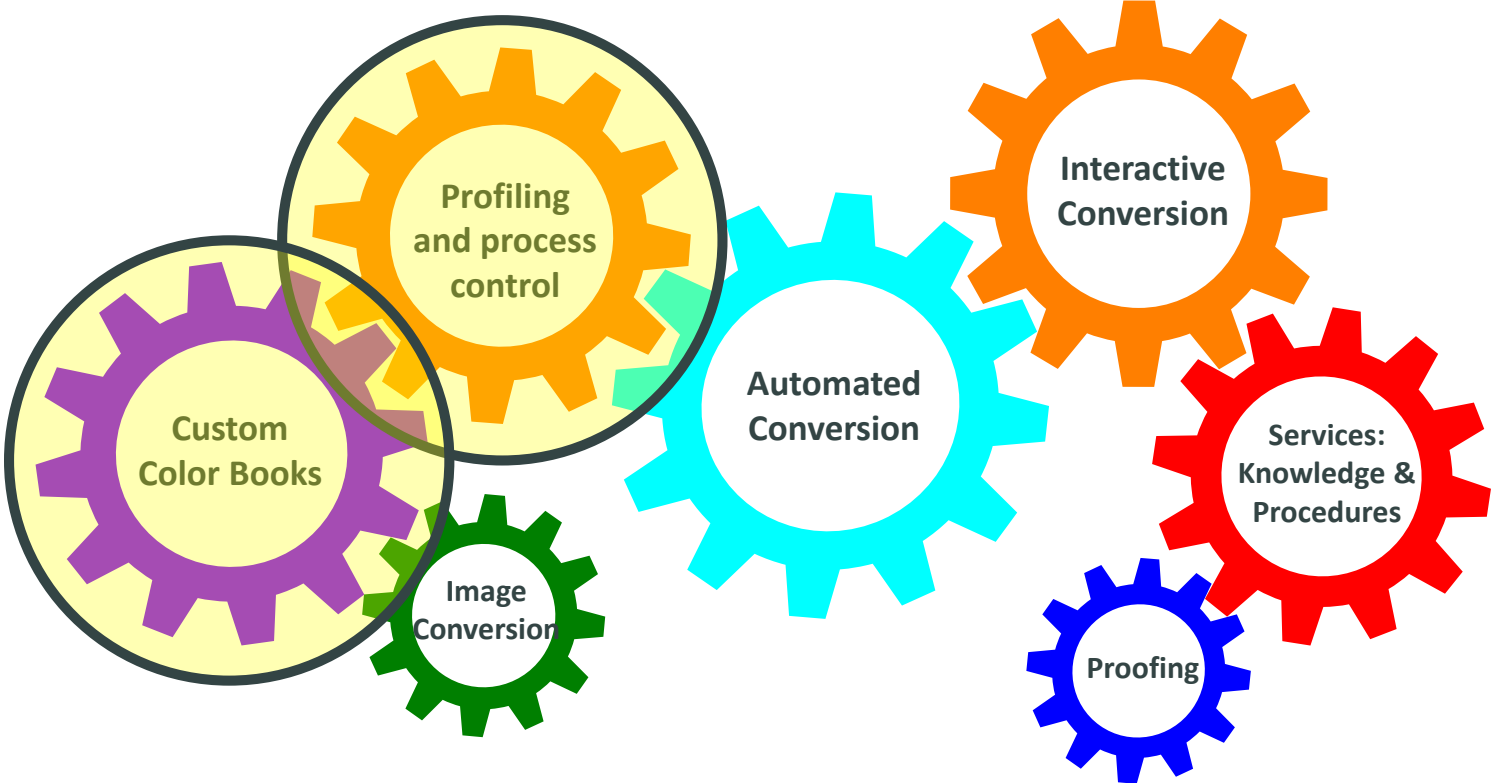 Profiling
and process
control
Interactive
Conversion
Custom
Color Books
Automated
Conversion
Services:
Knowledge &
Procedures
Image
Conversion
Proofing